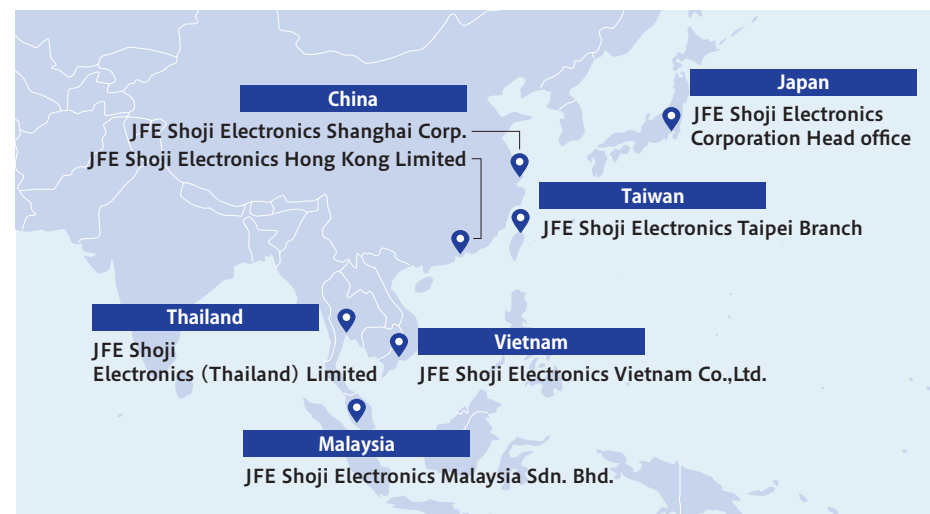 China
JFE Shoji Electronics Shanghai Corp.
JFE Shoji Electronics Hong Kong Limited
Japan
JFE Shoji Electronics
Corporation Head office
Taiwan
JFE Shoji Electronics Taipei Branch
Thailand
JFE Shoji
Electronics（Thailand）Limited
Vietnam
JFE Shoji Electronics Vietnam Co.,Ltd.
Malaysia
JFE Shoji Electronics Malaysia Sdn. Bhd.